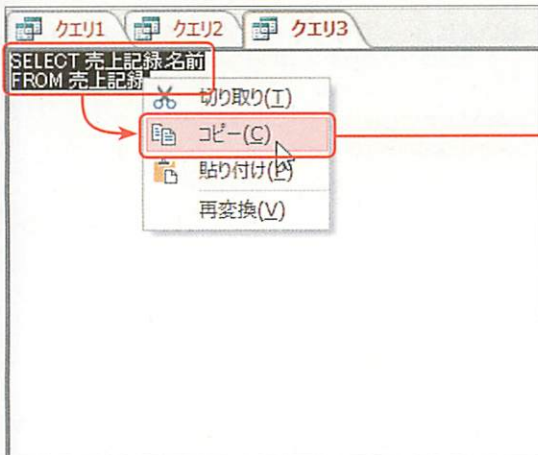 クエリ1 クエリ2 クエリ3
SELECT 売上記録.名前
FROM 売上記録
切り取り(T)
コピー(C)
貼り付け(P)
再変換(V)